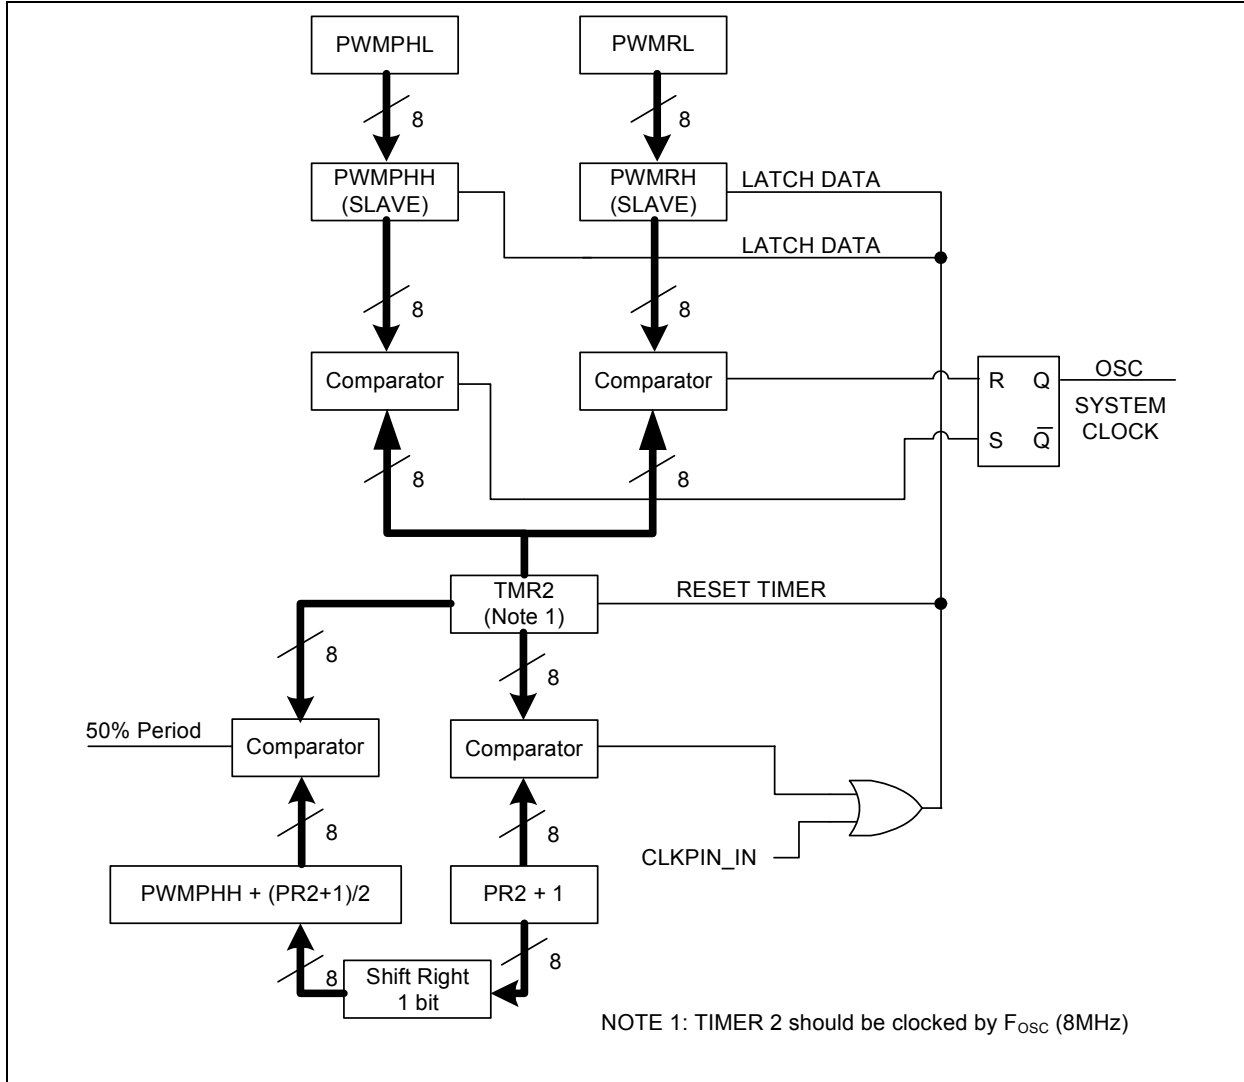 PWMPHL
PWMRL
8
8
PWMPHH
(SLAVE)
PWMRH
(SLAVE)
LATCH DATA
LATCH DATA
8
8
Comparator
Comparator
R Q
S Q̅
OSC
SYSTEM
CLOCK
8
8
TMR2
(Note 1)
RESET TIMER
8
8
50% Period
Comparator
Comparator
8
8
CLKPIN_IN
PWMPHH + (PR2+1)/2
PR2 + 1
8
8
Shift Right
1 bit
NOTE 1: TIMER 2 should be clocked by FOSC (8MHz)